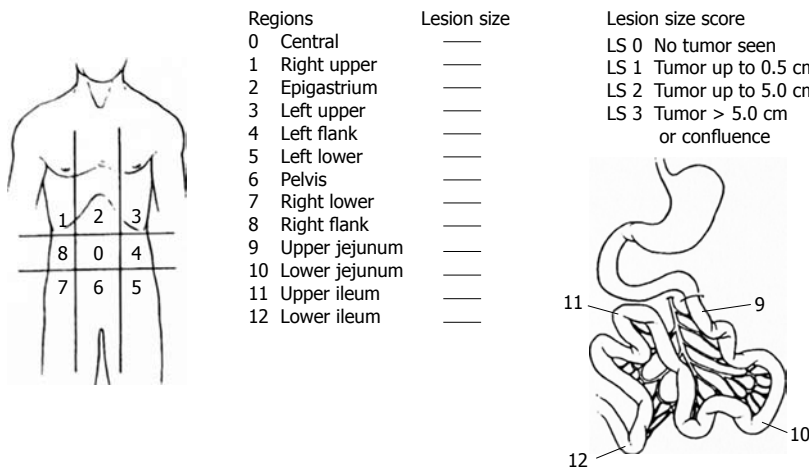 Regions Lesion size
0 Central
1 Right upper
2 Epigastrium
3 Left upper
4 Left flank
5 Left lower
6 Pelvis
7 Right lower
8 Right flank
9 Upper jejunum
10 Lower jejunum
11 Upper ileum
12 Lower ileum
Lesion size score
LS 0 No tumor seen
LS 1 Tumor up to 0.5 cm
LS 2 Tumor up to 5.0 cm
LS 3 Tumor > 5.0 cm
or confluence
1 2 3
8 0 4
7 6 5
11
9
10
12